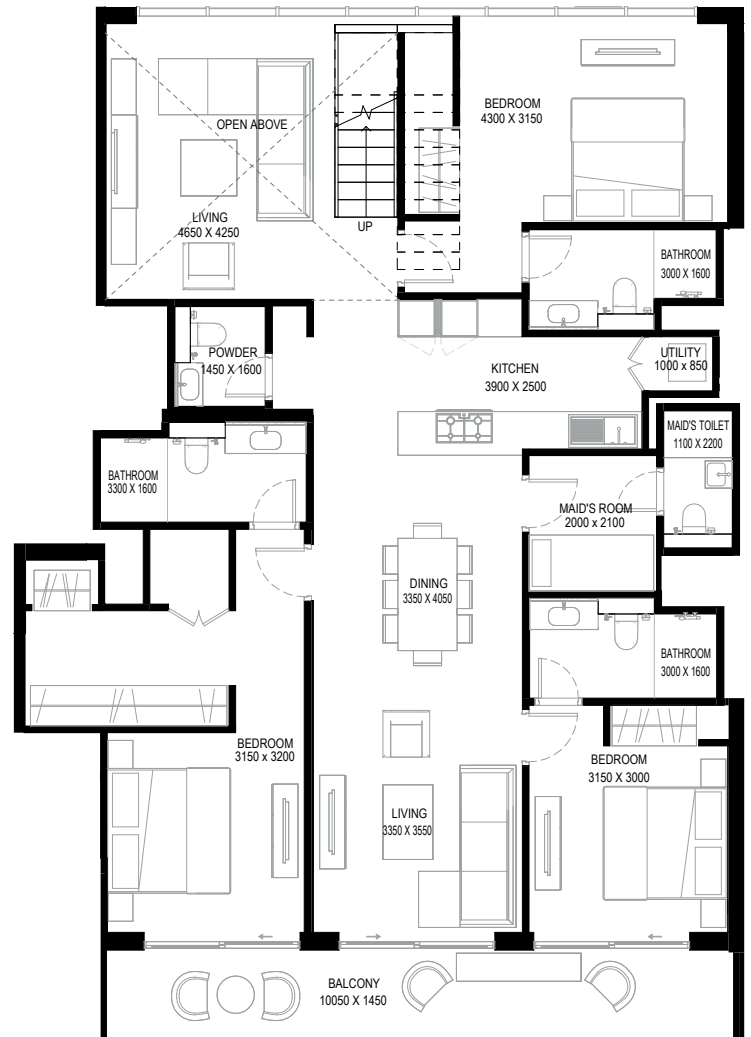 BEDROOM
4300 X 3150
OPEN ABOVE
LIVING
4650 X 4250
UP
BATHROOM
3000 X 1600
POWDER
1450 X 1600
KITCHEN
3900 X 2500
UTILITY
1000 x 850
MAID'S TOILET
1100 X 2200
BATHROOM
3300 X 1600
MAID'S ROOM
2000 x 2100
DINING
3350 X 4050
BATHROOM
3000 X 1600
BEDROOM
3150 x 3200
BEDROOM
3150 X 3000
LIVING
3350 X 3550
BALCONY
10050 X 1450